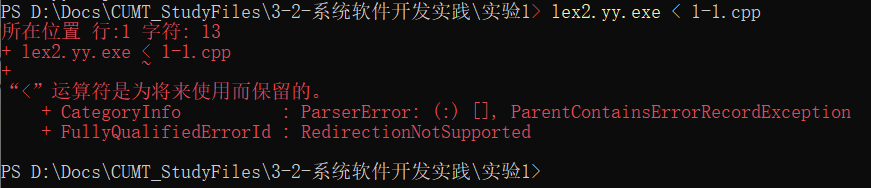 PS D:\Docs\CUMT_StudyFiles\3-2-系统软件开发实践\实验1> lex2.yy.exe < 1-1.cpp
所在位置 行:1 字符: 13
+ lex2.yy.exe < 1-1.cpp
+             ~
“<”运算符是为将来使用而保留的。
    + CategoryInfo          : ParserError: (:) [], ParentContainsErrorRecordException
    + FullyQualifiedErrorId : RedirectionNotSupported
PS D:\Docs\CUMT_StudyFiles\3-2-系统软件开发实践\实验1>